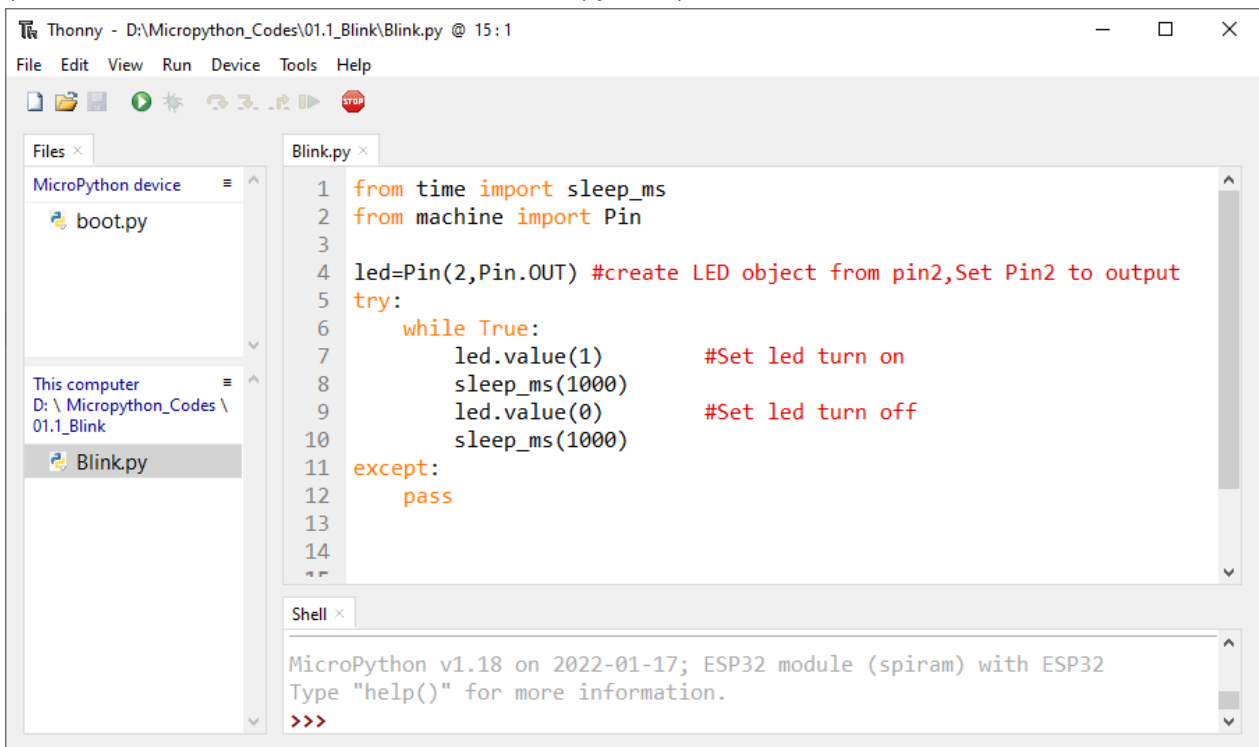 Thonny - D:\Micropython_Codes\01.1_Blink\Blink.py @ 15:1
File Edit View Run Device Tools Help
STOP
Files
MicroPython device
boot.py
This computer
D: \ Micropython_Codes \
01.1_Blink
Blink.py
Blink.py
1 from time import sleep_ms
2 from machine import Pin
3
4 led=Pin(2,Pin.OUT) #create LED object from pin2,Set Pin2 to output
5 try:
6     while True:
7         led.value(1)        #Set led turn on
8         sleep_ms(1000)
9         led.value(0)        #Set led turn off
10         sleep_ms(1000)
11 except:
12     pass
13
14
Shell
MicroPython v1.18 on 2022-01-17; ESP32 module (spiram) with ESP32
Type "help()" for more information.
>>>